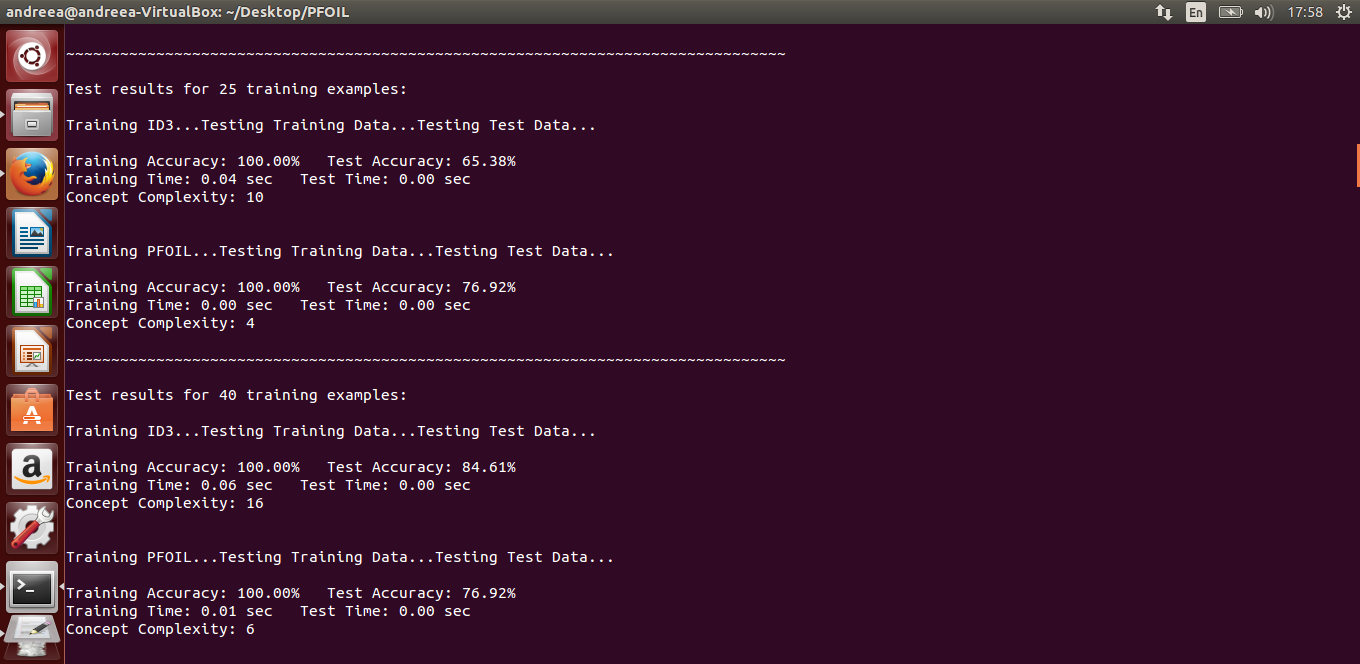 andreea@andreea-VirtualBox: ~/Desktop/PFOIL
En
17:58
~~~~~~~~~~~~~~~~~~~~~~~~~~~~~~~~~~~~~~~~~~~~~~~~~~~~~~~~~~~~~~~~~~~~~~~~~~~~~~~~
Test results for 25 training examples:
Training ID3...Testing Training Data...Testing Test Data...
Training Accuracy: 100.00%   Test Accuracy: 65.38%
Training Time: 0.04 sec   Test Time: 0.00 sec
Concept Complexity: 10
Training PFOIL...Testing Training Data...Testing Test Data...
Training Accuracy: 100.00%   Test Accuracy: 76.92%
Training Time: 0.00 sec   Test Time: 0.00 sec
Concept Complexity: 4
~~~~~~~~~~~~~~~~~~~~~~~~~~~~~~~~~~~~~~~~~~~~~~~~~~~~~~~~~~~~~~~~~~~~~~~~~~~~~~~~
Test results for 40 training examples:
Training ID3...Testing Training Data...Testing Test Data...
Training Accuracy: 100.00%   Test Accuracy: 84.61%
Training Time: 0.06 sec   Test Time: 0.00 sec
Concept Complexity: 16
Training PFOIL...Testing Training Data...Testing Test Data...
Training Accuracy: 100.00%   Test Accuracy: 76.92%
Training Time: 0.01 sec   Test Time: 0.00 sec
Concept Complexity: 6